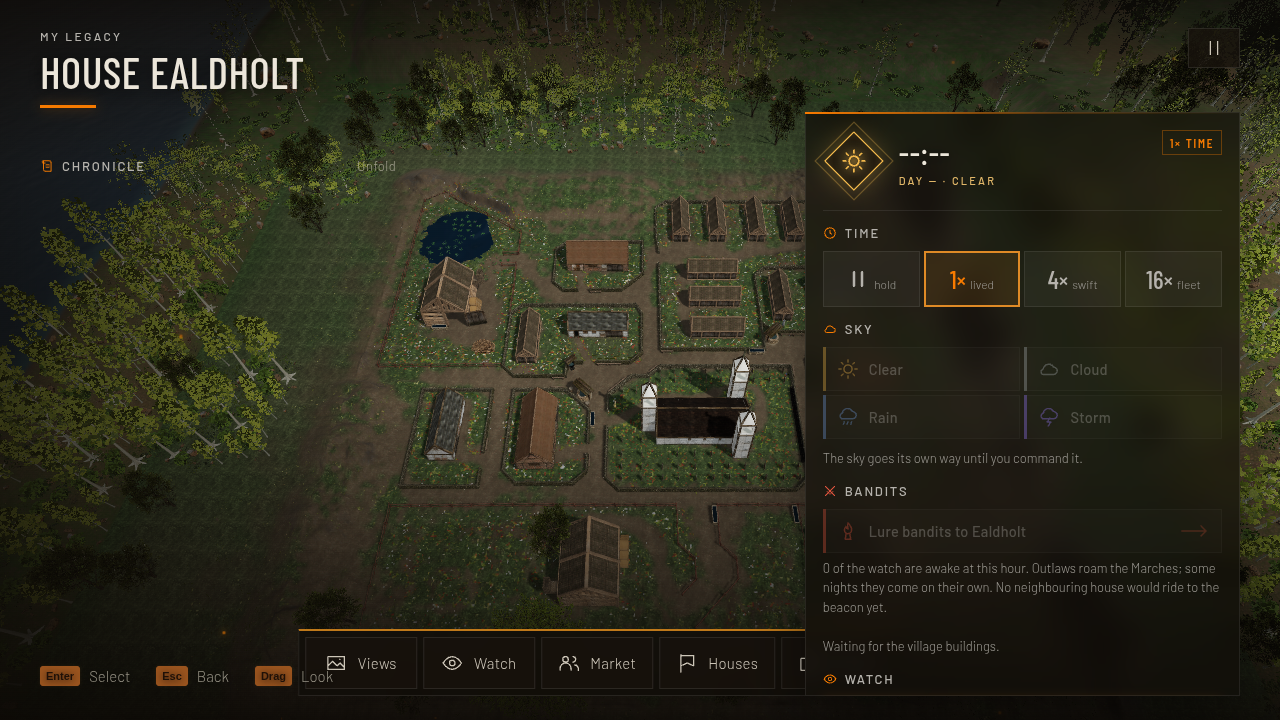 MY LEGACY
HOUSE EALDHOLT
CHRONICLE
Unfold
--:--
DAY — · CLEAR
1× TIME
TIME
hold
1× lived
4× swift
16× fleet
SKY
Clear
Cloud
Rain
Storm
The sky goes its own way until you command it.
BANDITS
Lure bandits to Ealdholt
0 of the watch are awake at this hour. Outlaws roam the Marches; some
nights they come on their own. No neighbouring house would ride to the
beacon yet.
Waiting for the village buildings.
WATCH
Enter Select
Esc Back
Drag Look
Views
Watch
Market
Houses